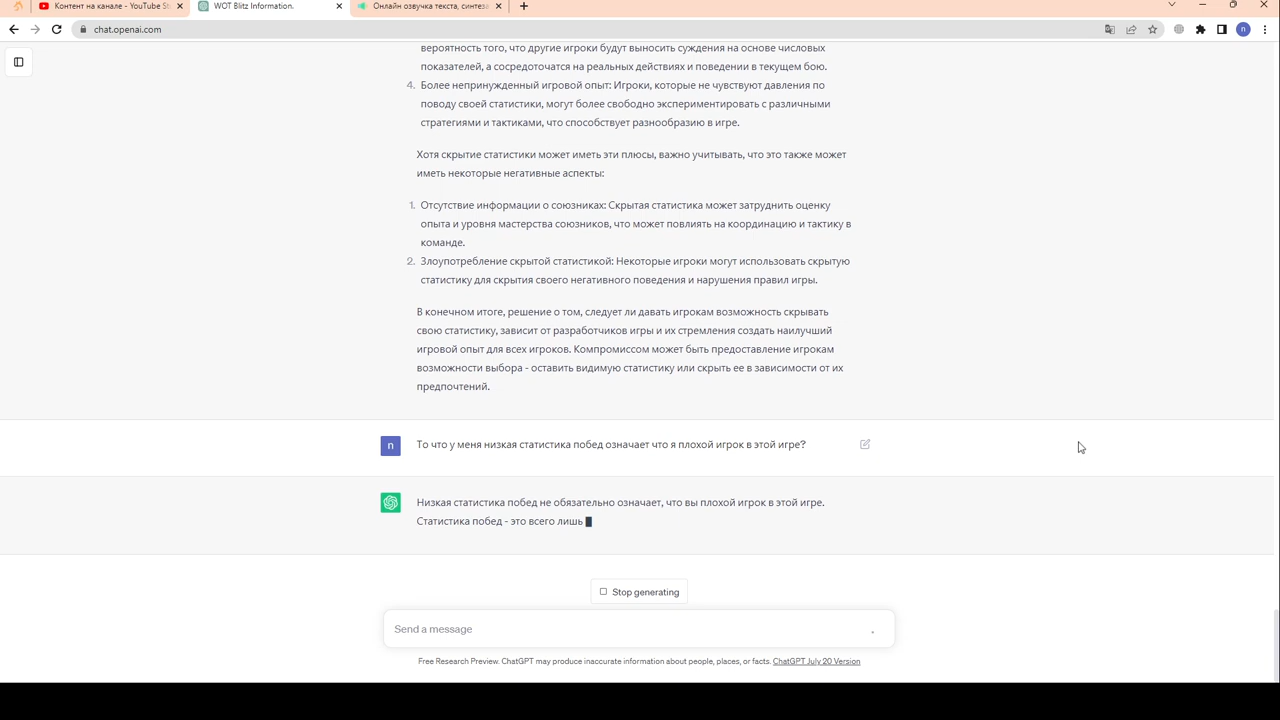 Контент на канале - YouTube St
WOT Blitz Information.
Онлайн озвучка текста, синтеза
chat.openai.com
n
вероятность того, что другие игроки будут выносить суждения на основе числовых
показателей, а сосредоточатся на реальных действиях и поведении в текущем бою.
4. Более непринужденный игровой опыт: Игроки, которые не чувствуют давления по
поводу своей статистики, могут более свободно экспериментировать с различными
стратегиями и тактиками, что способствует разнообразию в игре.
Хотя скрытие статистики может иметь эти плюсы, важно учитывать, что это также может
иметь некоторые негативные аспекты:
1. Отсутствие информации о союзниках: Скрытая статистика может затруднить оценку
опыта и уровня мастерства союзников, что может повлиять на координацию и тактику в
команде.
2. Злоупотребление скрытой статистикой: Некоторые игроки могут использовать скрытую
статистику для скрытия своего негативного поведения и нарушения правил игры.
В конечном итоге, решение о том, следует ли давать игрокам возможность скрывать
свою статистику, зависит от разработчиков игры и их стремления создать наилучший
игровой опыт для всех игроков. Компромиссом может быть предоставление игрокам
возможности выбора - оставить видимую статистику или скрыть ее в зависимости от их
предпочтений.
n
То что у меня низкая статистика побед означает что я плохой игрок в этой игре?
Низкая статистика побед не обязательно означает, что вы плохой игрок в этой игре.
Статистика побед - это всего лишь
Stop generating
Send a message
Free Research Preview. ChatGPT may produce inaccurate information about people, places, or facts. ChatGPT July 20 Version